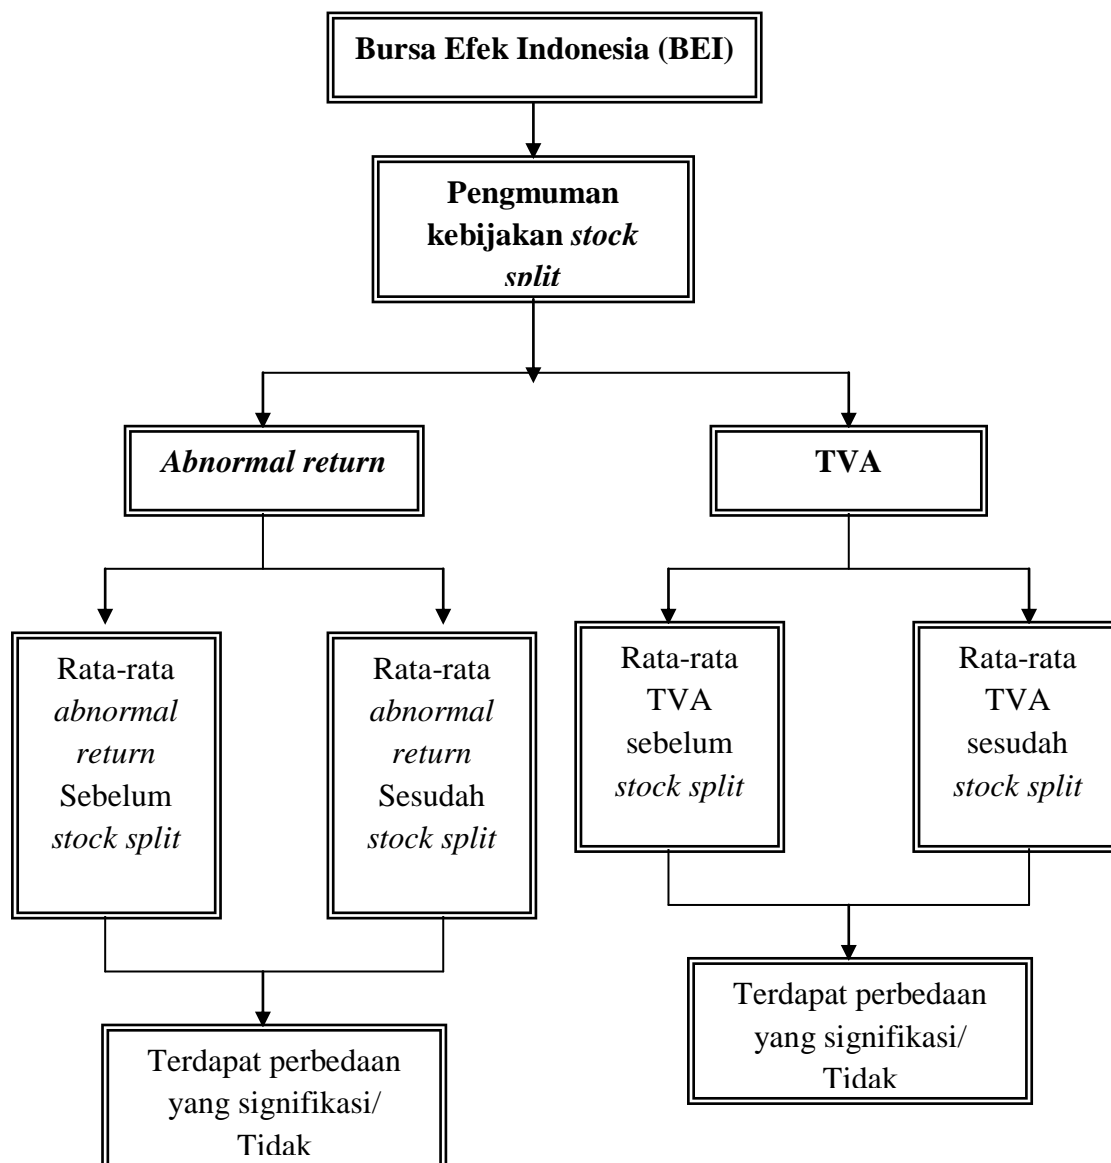 Bursa Efek Indonesia (BEI)
Pengmuman
kebijakan stock
split
Abnormal return
TVA
Rata-rata
abnormal
return
Sebelum
stock split
Rata-rata
abnormal
return
Sesudah
stock split
Rata-rata
TVA
sebelum
stock split
Rata-rata
TVA
sesudah
stock split
Terdapat perbedaan
yang signifikasi/
Tidak
Terdapat perbedaan
yang signifikasi/
Tidak